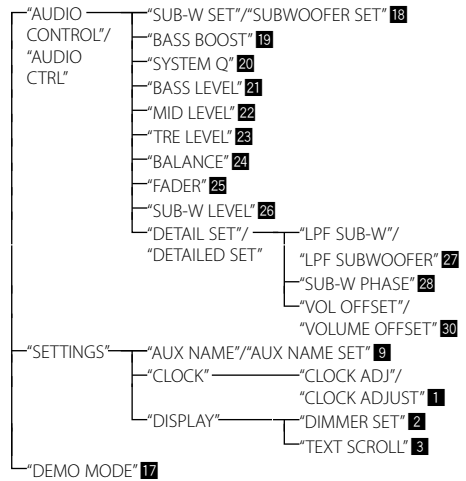 “AUDIO CONTROL”/ “AUDIO CTRL”
“SUB-W SET”/“SUBWOOFER SET” 18
“BASS BOOST” 19
“SYSTEM Q” 20
“BASS LEVEL” 21
“MID LEVEL” 22
“TRE LEVEL” 23
“BALANCE” 24
“FADER” 25
“SUB-W LEVEL” 26
“DETAIL SET”/
“DETAILED SET”
“LPF SUB-W”/
“LPF SUBWOOFER” 27
“SUB-W PHASE” 28
“VOL OFFSET”/
“VOLUME OFFSET” 30
“SETTINGS”
“AUX NAME”/“AUX NAME SET” 9
“CLOCK”
“CLOCK ADJ”/
“CLOCK ADJUST” 1
“DISPLAY”
“DIMMER SET” 2
“TEXT SCROLL” 3
“DEMO MODE” 17